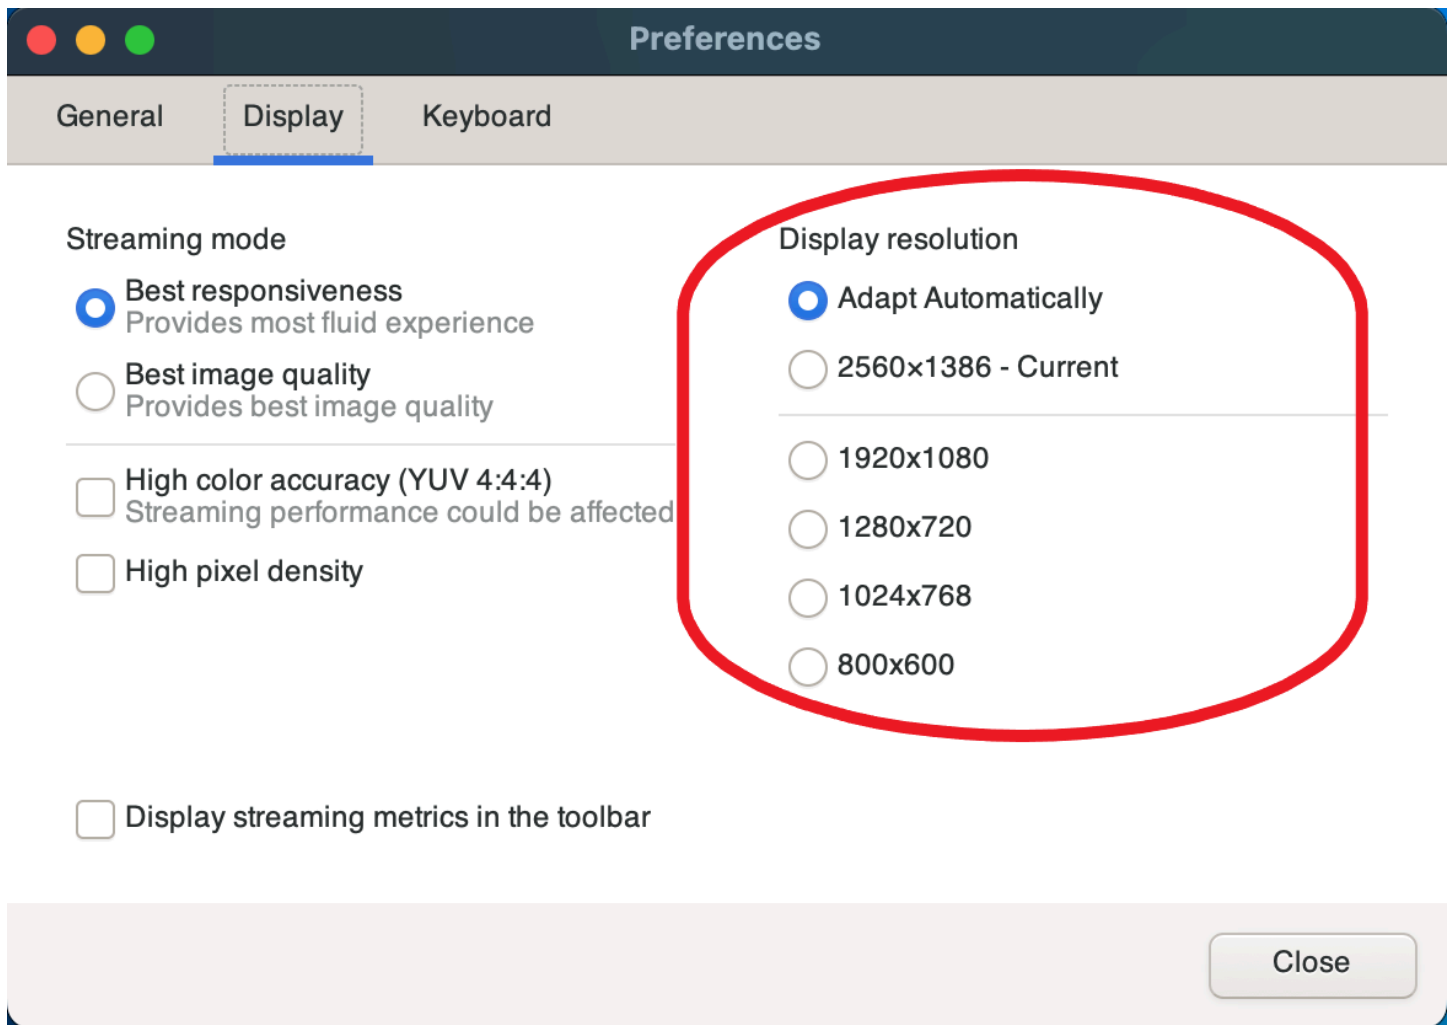 Preferences
General
Display
Keyboard
Streaming mode
Best responsiveness
Provides most fluid experience
Best image quality
Provides best image quality
High color accuracy (YUV 4:4:4)
Streaming performance could be affected
High pixel density
Display resolution
Adapt Automatically
2560×1386 - Current
1920x1080
1280x720
1024x768
800x600
Display streaming metrics in the toolbar
Close